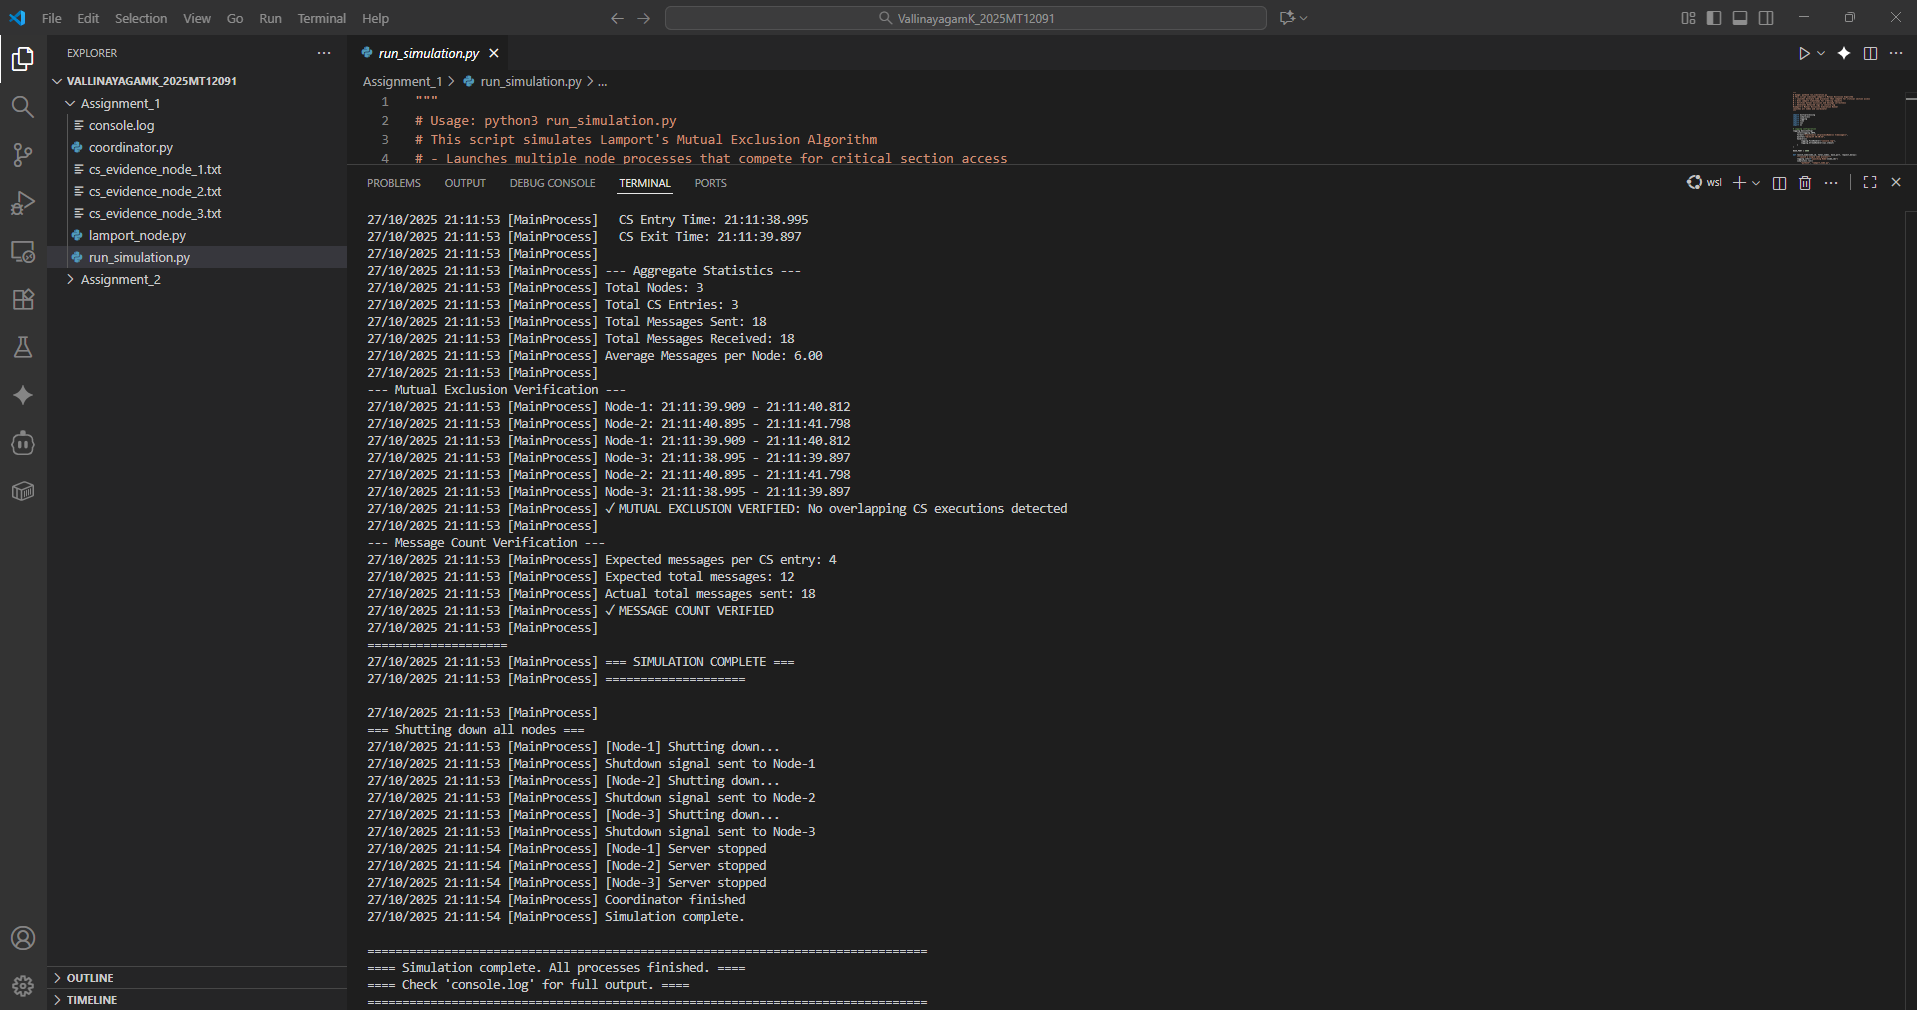 File Edit Selection View Go Run Terminal Help
VallinayagamK_2025MT12091
EXPLORER
VALLINAYAGAMK_2025MT12091
Assignment_1
console.log
coordinator.py
cs_evidence_node_1.txt
cs_evidence_node_2.txt
cs_evidence_node_3.txt
lamport_node.py
run_simulation.py
Assignment_2
OUTLINE
TIMELINE
run_simulation.py
Assignment_1 > run_simulation.py > ...
1 """
2 # Usage: python3 run_simulation.py
3 # This script simulates Lamport's Mutual Exclusion Algorithm
4 # - Launches multiple node processes that compete for critical section access
PROBLEMS OUTPUT DEBUG CONSOLE TERMINAL PORTS
wsl
27/10/2025 21:11:53 [MainProcess]   CS Entry Time: 21:11:38.995
27/10/2025 21:11:53 [MainProcess]   CS Exit Time: 21:11:39.897
27/10/2025 21:11:53 [MainProcess]
27/10/2025 21:11:53 [MainProcess] --- Aggregate Statistics ---
27/10/2025 21:11:53 [MainProcess] Total Nodes: 3
27/10/2025 21:11:53 [MainProcess] Total CS Entries: 3
27/10/2025 21:11:53 [MainProcess] Total Messages Sent: 18
27/10/2025 21:11:53 [MainProcess] Total Messages Received: 18
27/10/2025 21:11:53 [MainProcess] Average Messages per Node: 6.00
27/10/2025 21:11:53 [MainProcess]
--- Mutual Exclusion Verification ---
27/10/2025 21:11:53 [MainProcess] Node-1: 21:11:39.909 - 21:11:40.812
27/10/2025 21:11:53 [MainProcess] Node-2: 21:11:40.895 - 21:11:41.798
27/10/2025 21:11:53 [MainProcess] Node-1: 21:11:39.909 - 21:11:40.812
27/10/2025 21:11:53 [MainProcess] Node-3: 21:11:38.995 - 21:11:39.897
27/10/2025 21:11:53 [MainProcess] Node-2: 21:11:40.895 - 21:11:41.798
27/10/2025 21:11:53 [MainProcess] Node-3: 21:11:38.995 - 21:11:39.897
27/10/2025 21:11:53 [MainProcess] ✓ MUTUAL EXCLUSION VERIFIED: No overlapping CS executions detected
27/10/2025 21:11:53 [MainProcess]
--- Message Count Verification ---
27/10/2025 21:11:53 [MainProcess] Expected messages per CS entry: 4
27/10/2025 21:11:53 [MainProcess] Expected total messages: 12
27/10/2025 21:11:53 [MainProcess] Actual total messages sent: 18
27/10/2025 21:11:53 [MainProcess] ✓ MESSAGE COUNT VERIFIED
27/10/2025 21:11:53 [MainProcess]
====================
27/10/2025 21:11:53 [MainProcess] === SIMULATION COMPLETE ===
27/10/2025 21:11:53 [MainProcess] ====================
27/10/2025 21:11:53 [MainProcess]
=== Shutting down all nodes ===
27/10/2025 21:11:53 [MainProcess] [Node-1] Shutting down...
27/10/2025 21:11:53 [MainProcess] Shutdown signal sent to Node-1
27/10/2025 21:11:53 [MainProcess] [Node-2] Shutting down...
27/10/2025 21:11:53 [MainProcess] Shutdown signal sent to Node-2
27/10/2025 21:11:53 [MainProcess] [Node-3] Shutting down...
27/10/2025 21:11:53 [MainProcess] Shutdown signal sent to Node-3
27/10/2025 21:11:54 [MainProcess] [Node-1] Server stopped
27/10/2025 21:11:54 [MainProcess] [Node-2] Server stopped
27/10/2025 21:11:54 [MainProcess] [Node-3] Server stopped
27/10/2025 21:11:54 [MainProcess] Coordinator finished
27/10/2025 21:11:54 [MainProcess] Simulation complete.
================================================================================
==== Simulation complete. All processes finished. ====
==== Check 'console.log' for full output. ====
================================================================================